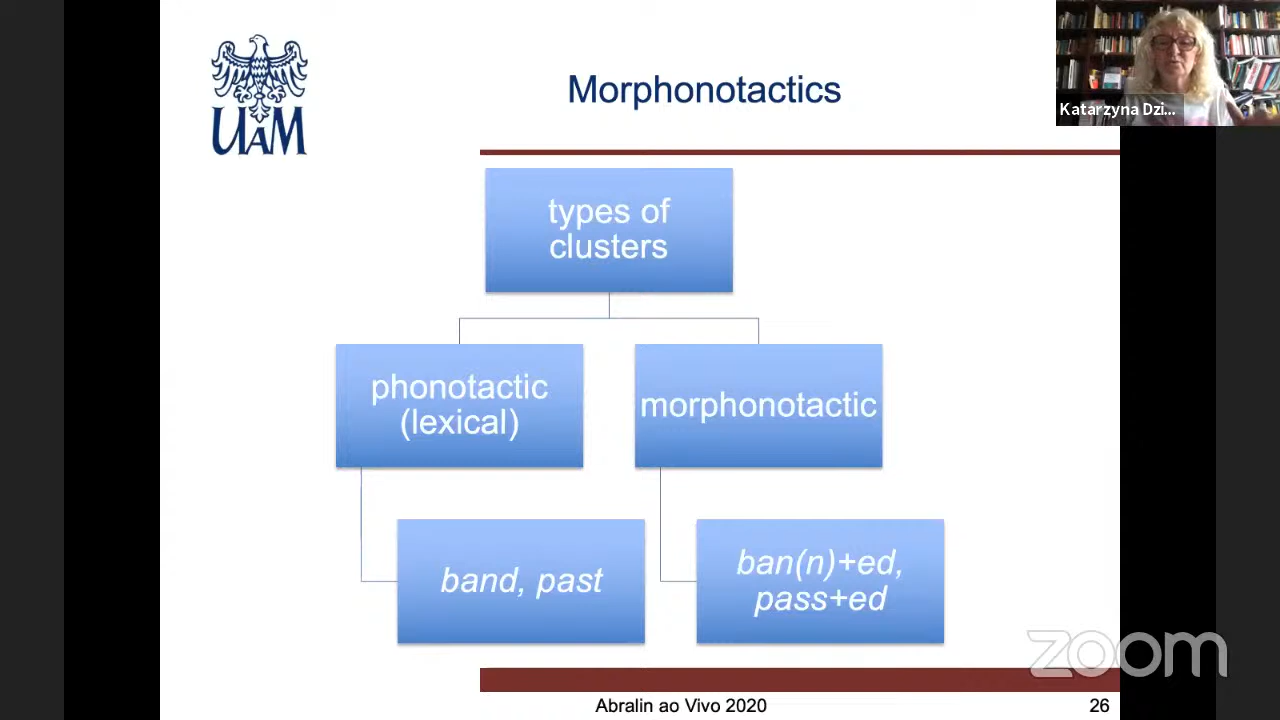 UAM
Morphonotactics
Katarzyna Dzi...
types of
clusters
phonotactic
(lexical)
morphonotactic
band, past
ban(n)+ed,
pass+ed
zoom
Abralin ao Vivo 2020
26